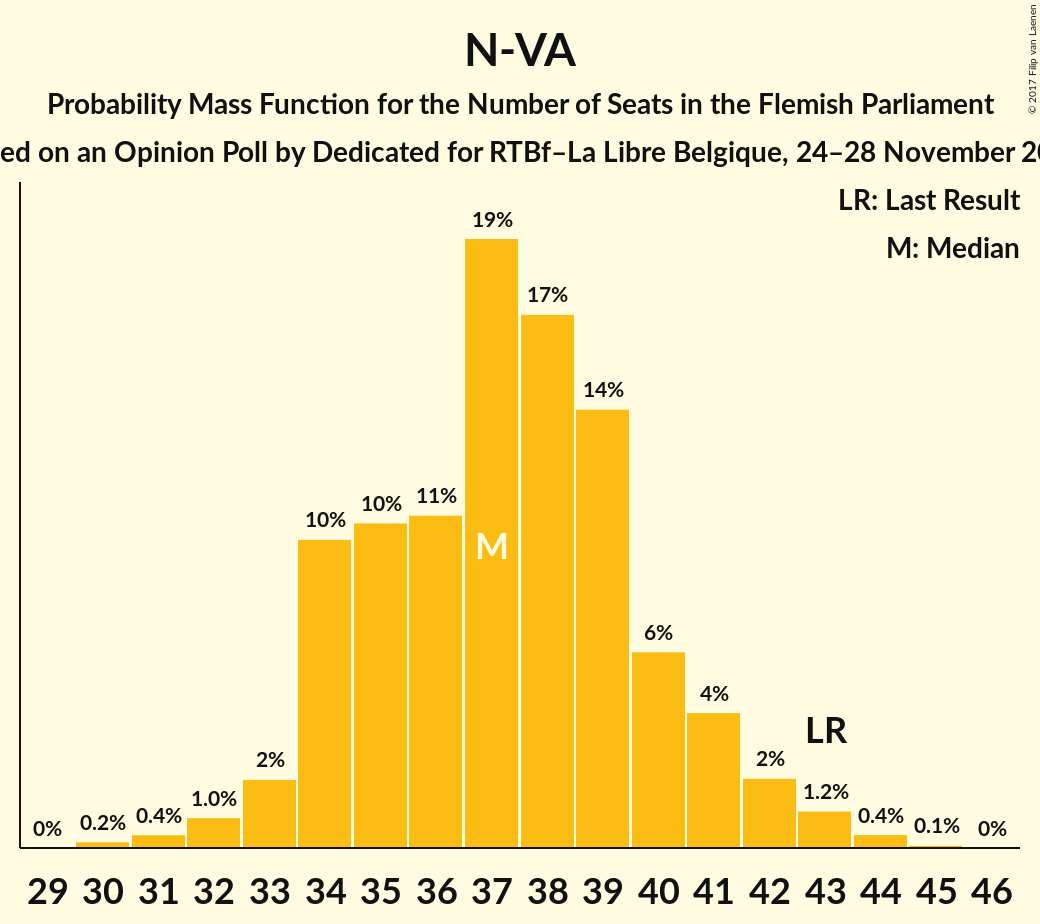 N-VA
Probability Mass Function for the Number of Seats in the Flemish Parliament
ed on an Opinion Poll by Dedicated for RTBf–La Libre Belgique, 24–28 November 20
© 2017 Filip van Laenen
LR: Last Result
M: Median
0% 0.2% 0.4% 1.0% 2% 10% 10% 11% 19% 17% 14% 6% 4% 2% 1.2% 0.4% 0.1% 0%
M
LR
29 30 31 32 33 34 35 36 37 38 39 40 41 42 43 44 45 46